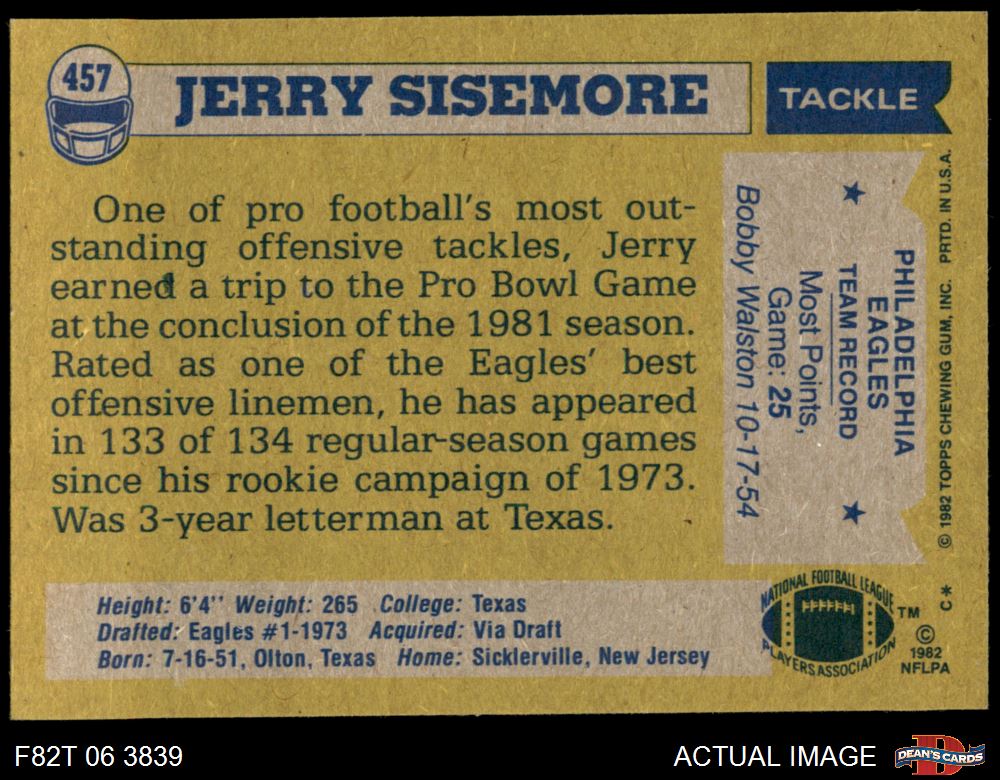 457
JERRY SISEMORE
TACKLE
One of pro football's most out-
standing offensive tackles, Jerry
earned a trip to the Pro Bowl Game
at the conclusion of the 1981 season.
Rated as one of the Eagles' best
offensive linemen, he has appeared
in 133 of 134 regular-season games
since his rookie campaign of 1973.
Was 3-year letterman at Texas.
PHILADELPHIA
EAGLES
★ TEAM RECORD ★
Most Points,
Game: 25
Bobby Walston 10-17-54
© 1982 TOPPS CHEWING GUM, INC. PRTD. IN U.S.A.
Height: 6'4'' Weight: 265 College: Texas
Drafted: Eagles #1-1973 Acquired: Via Draft
Born: 7-16-51, Olton, Texas Home: Sicklerville, New Jersey
NATIONAL FOOTBALL LEAGUE
PLAYERS ASSOCIATION
TM
©
1982
NFLPA
C*
F82T 06 3839
ACTUAL IMAGE
D
DEAN'S CARDS